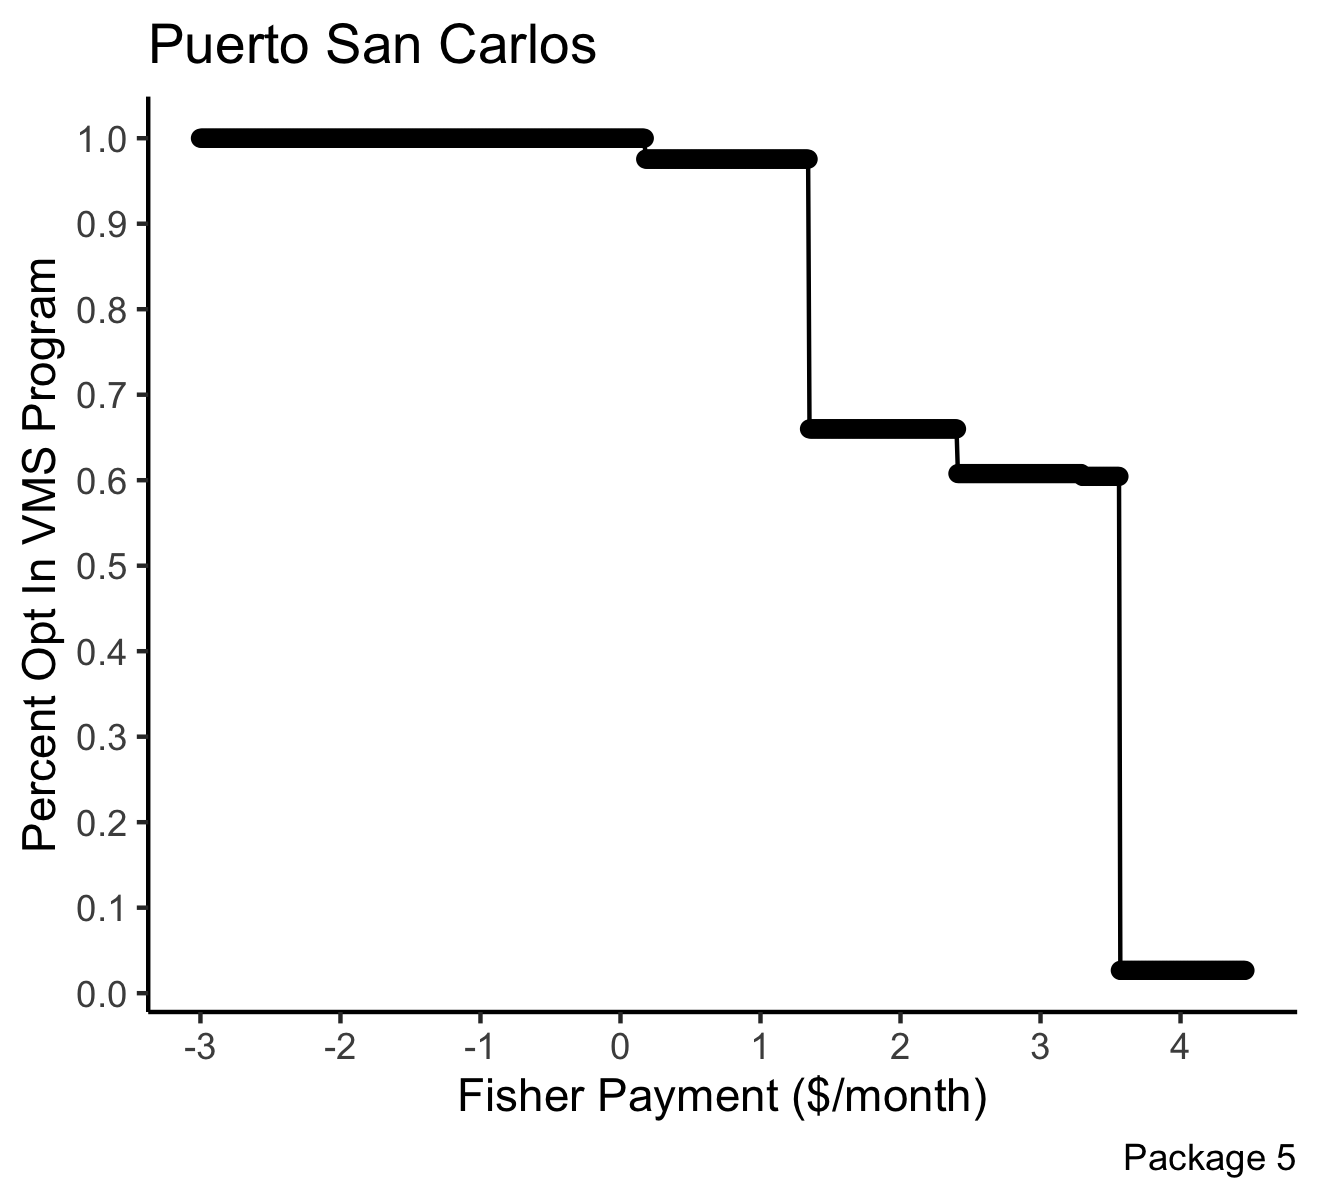 Puerto San Carlos
Percent Opt In VMS Program
1.0
0.9
0.8
0.7
0.6
0.5
0.4
0.3
0.2
0.1
0.0
-3 -2 -1 0 1 2 3 4
Fisher Payment ($/month)
Package 5